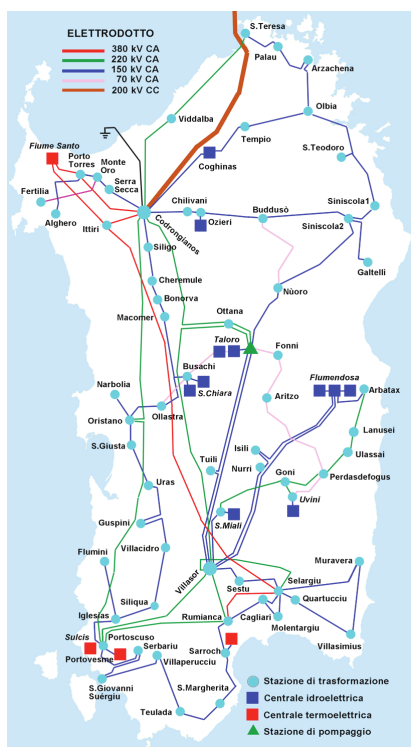 ELETTRODOTTO
380 kV CA
220 kV CA
150 kV CA
70 kV CA
200 kV CC
S.Teresa
Palau
Arzachena
Viddalba
Olbia
Tempio
Fiume Santo
Porto
Torres
Monte
Oro
Serra
Secca
Coghinas
S.Teodoro
Fertilia
Alghero
Ittiri
Codrongianos
Chilivani
Ozieri
Buddusò
Siniscola1
Siniscola2
Siligo
Galtelli
Cheremule
Bonorva
Nùoro
Macomer
Ottana
Taloro
Fonni
Busachi
S.Chiara
Flumendosa
Arbatax
Narbolia
Ollastra
Aritzo
Oristano
S.Giusta
Lanusei
Isili
Tuili
Nurri
Ulassai
Goni
Perdasdefogus
Uras
Uvini
S.Miali
Guspini
Villacidro
Flumini
Villasor
Muravera
Selargiu
Sestu
Quartucciu
Siliqua
Iglesias
Rumianca
Cagliari
Molentargiu
Sulcis
Portoscuso
Villasimius
Portovesme
Serbariu
Sarroch
Villaperuccio
S.Giovanni
Suérgiu
S.Margherita
Teulada
Stazione di trasformazione
Centrale idroelettrica
Centrale termoelettrica
Stazione di pompaggio